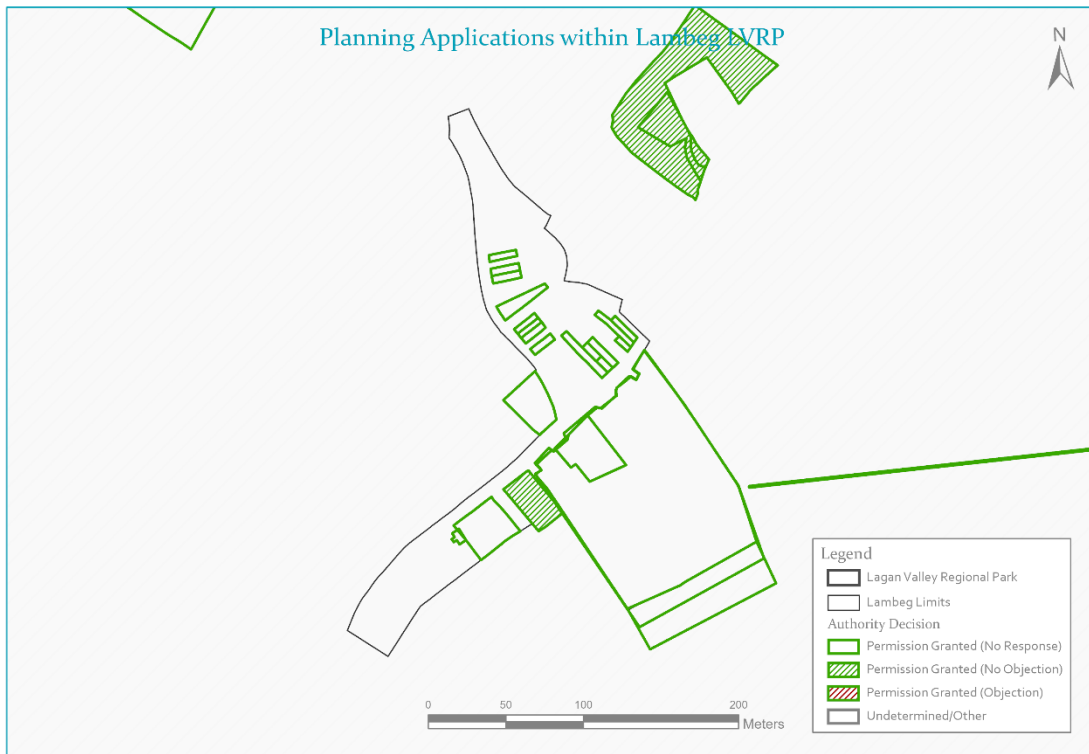 Planning Applications within Lambeg LVRP
N
Legend
Lagan Valley Regional Park
Lambeg Limits
Authority Decision
Permission Granted (No Response)
Permission Granted (No Objection)
Permission Granted (Objection)
Undetermined/Other
0 50 100 200
Meters